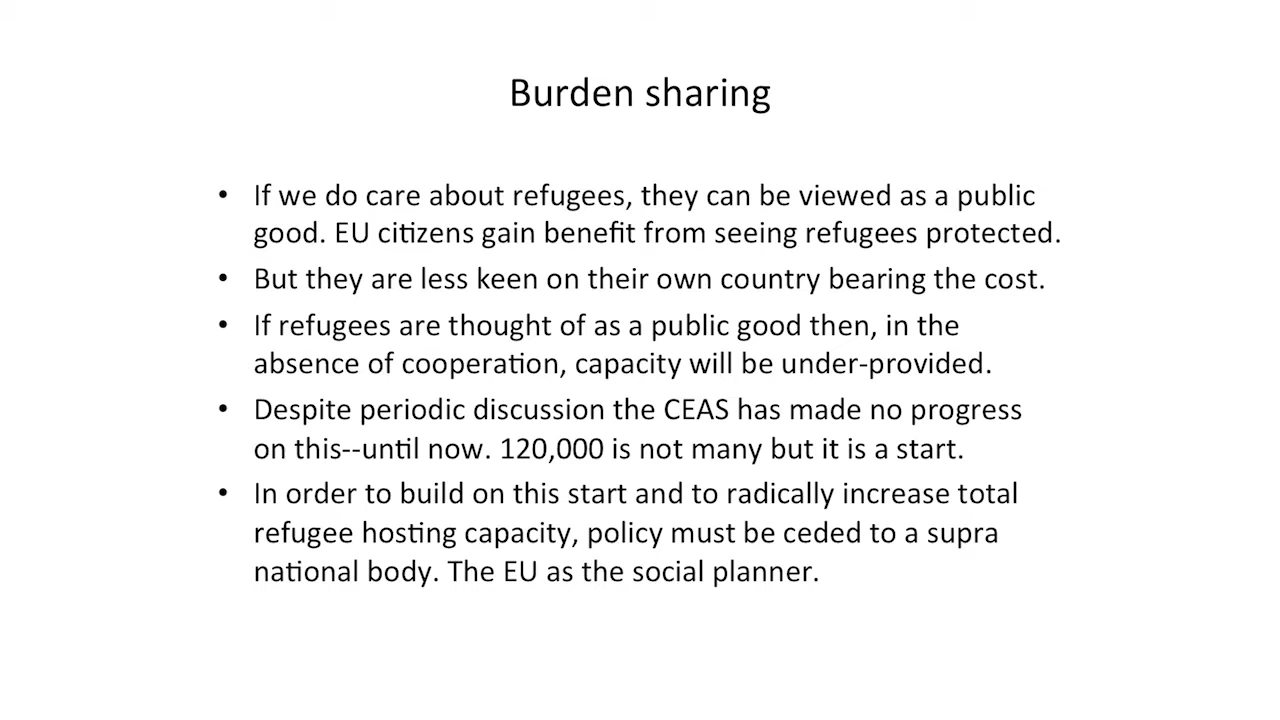 Burden sharing
• If we do care about refugees, they can be viewed as a public
good. EU citizens gain benefit from seeing refugees protected.
• But they are less keen on their own country bearing the cost.
• If refugees are thought of as a public good then, in the
absence of cooperation, capacity will be under-provided.
• Despite periodic discussion the CEAS has made no progress
on this--until now. 120,000 is not many but it is a start.
• In order to build on this start and to radically increase total
refugee hosting capacity, policy must be ceded to a supra
national body. The EU as the social planner.